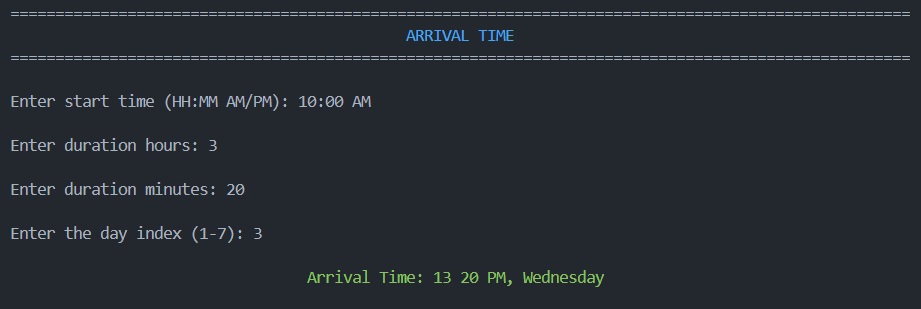 ====================================================================================================
ARRIVAL TIME
====================================================================================================
Enter start time (HH:MM AM/PM): 10:00 AM
Enter duration hours: 3
Enter duration minutes: 20
Enter the day index (1-7): 3
Arrival Time: 13 20 PM, Wednesday